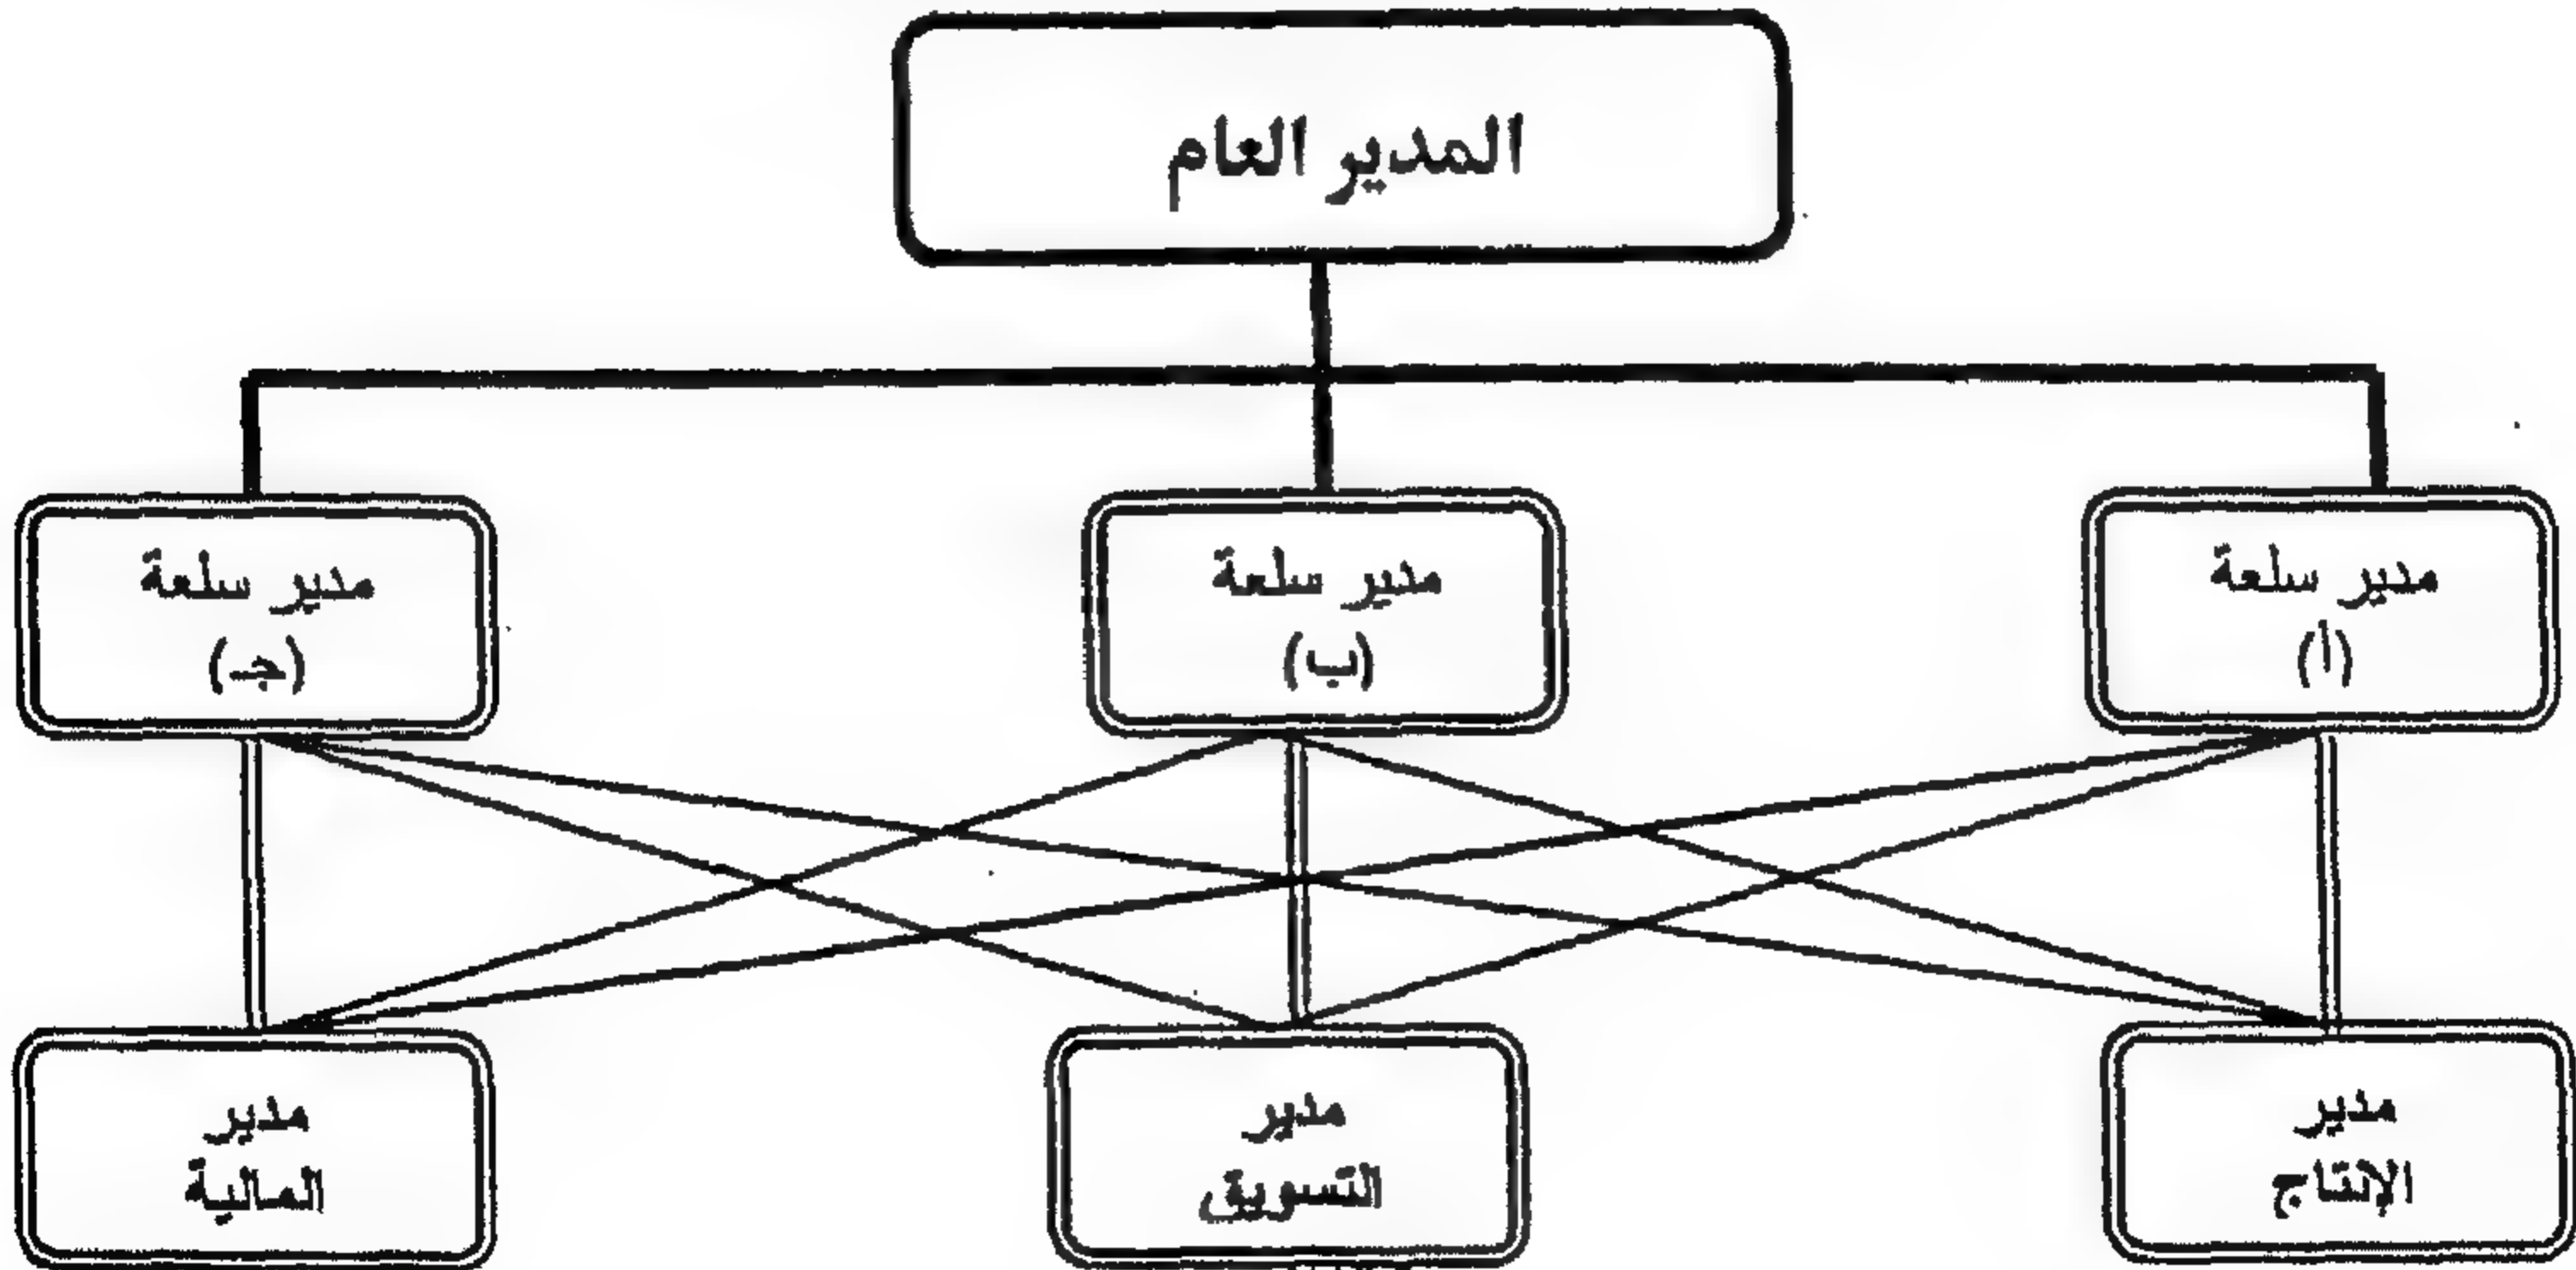 المدير العام
مدير سلعة
(أ)
مدير سلعة
(ب)
مدير سلعة
(جـ)
مدير
الإنتاج
مدير
التسويق
مدير
المالية